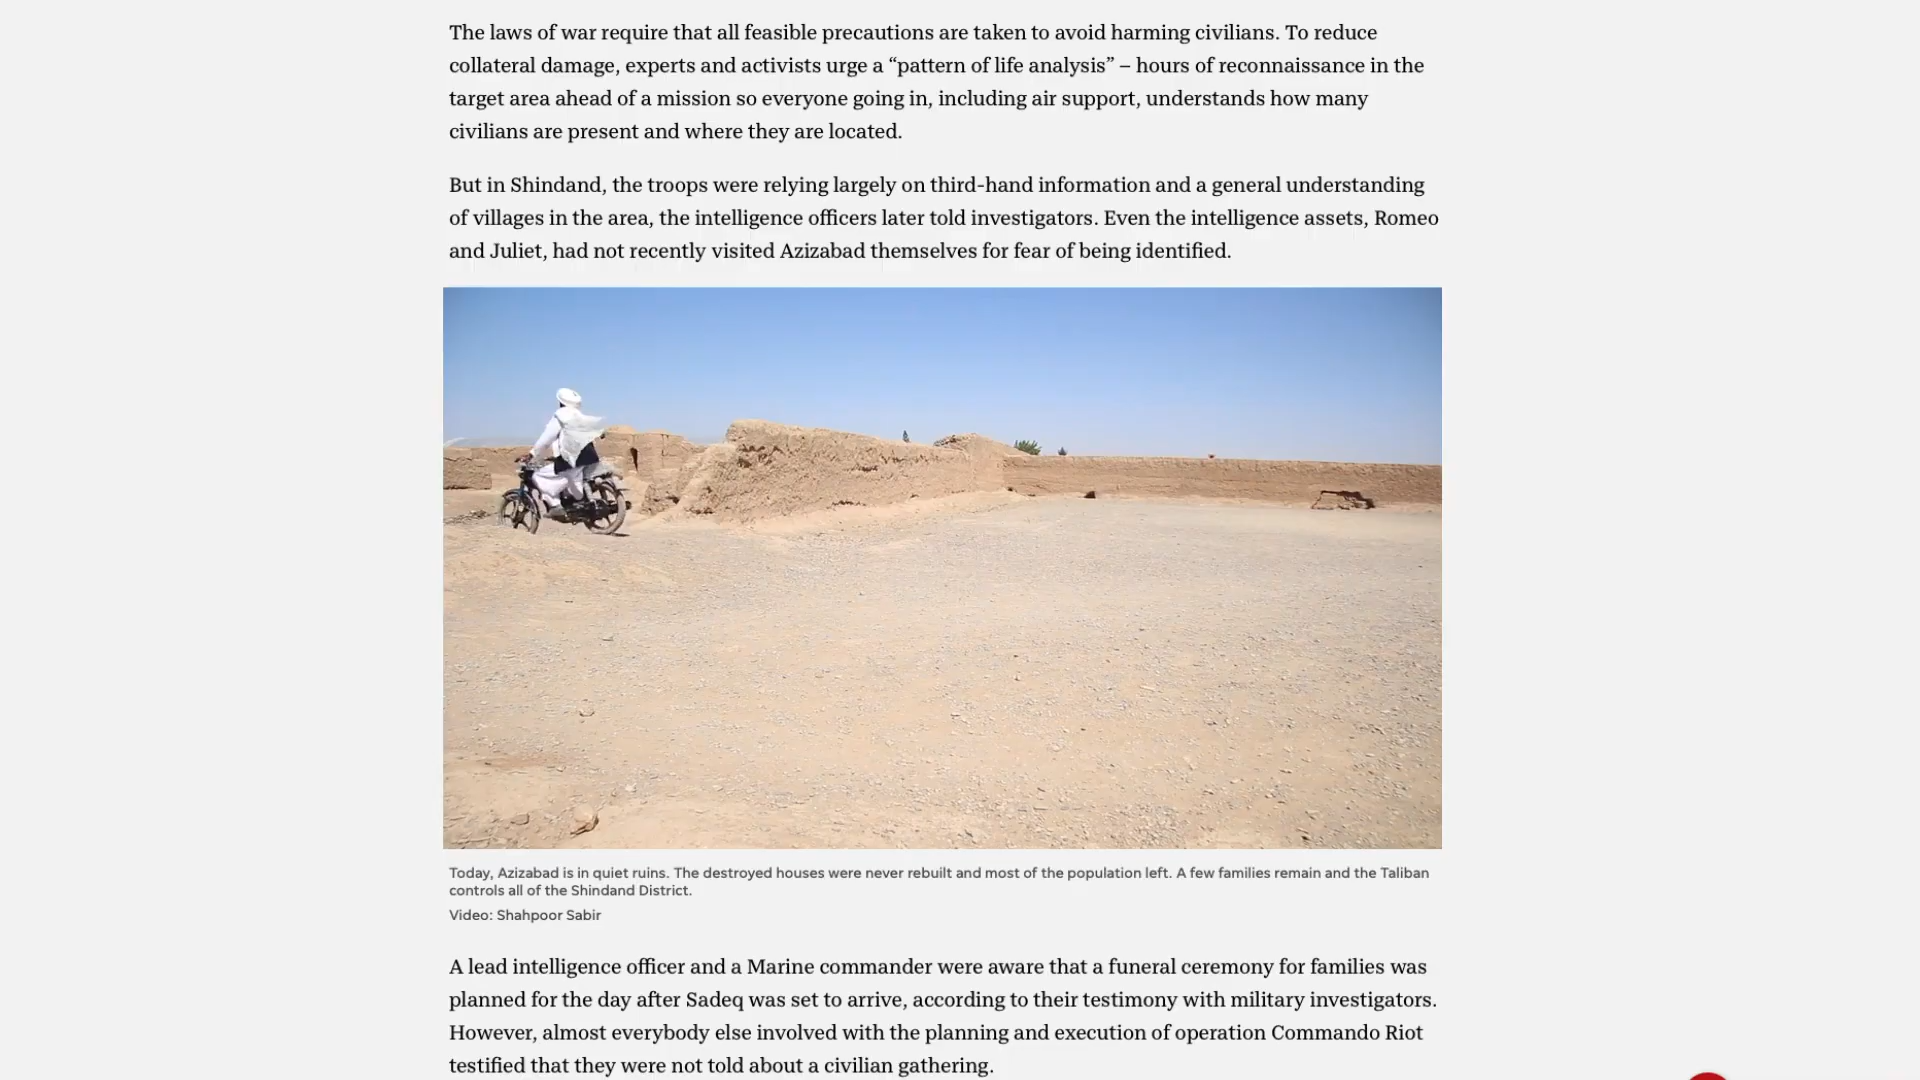 The laws of war require that all feasible precautions are taken to avoid harming civilians. To reduce
collateral damage, experts and activists urge a “pattern of life analysis” – hours of reconnaissance in the
target area ahead of a mission so everyone going in, including air support, understands how many
civilians are present and where they are located.
But in Shindand, the troops were relying largely on third-hand information and a general understanding
of villages in the area, the intelligence officers later told investigators. Even the intelligence assets, Romeo
and Juliet, had not recently visited Azizabad themselves for fear of being identified.
Today, Azizabad is in quiet ruins. The destroyed houses were never rebuilt and most of the population left. A few families remain and the Taliban
controls all of the Shindand District.
Video: Shahpoor Sabir
A lead intelligence officer and a Marine commander were aware that a funeral ceremony for families was
planned for the day after Sadeq was set to arrive, according to their testimony with military investigators.
However, almost everybody else involved with the planning and execution of operation Commando Riot
testified that they were not told about a civilian gathering.